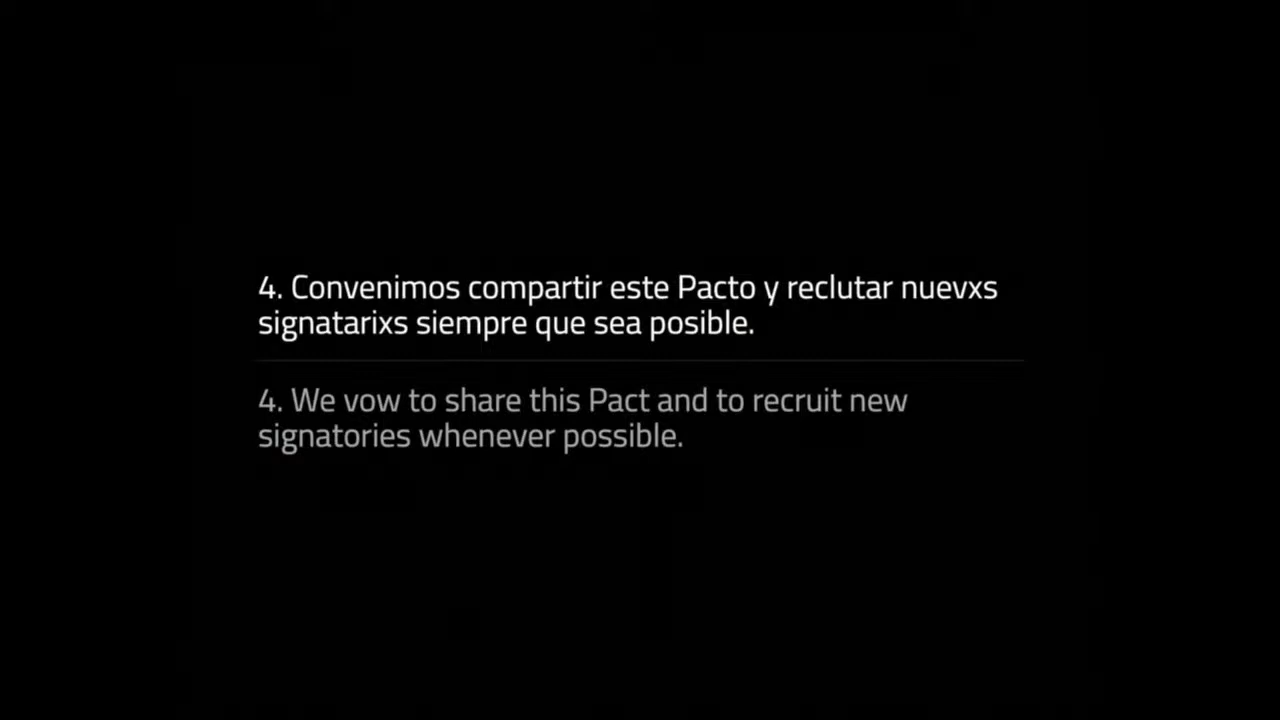 4. Convenimos compartir este Pacto y reclutar nuevxs
signatarixs siempre que sea posible.
4. We vow to share this Pact and to recruit new
signatories whenever possible.